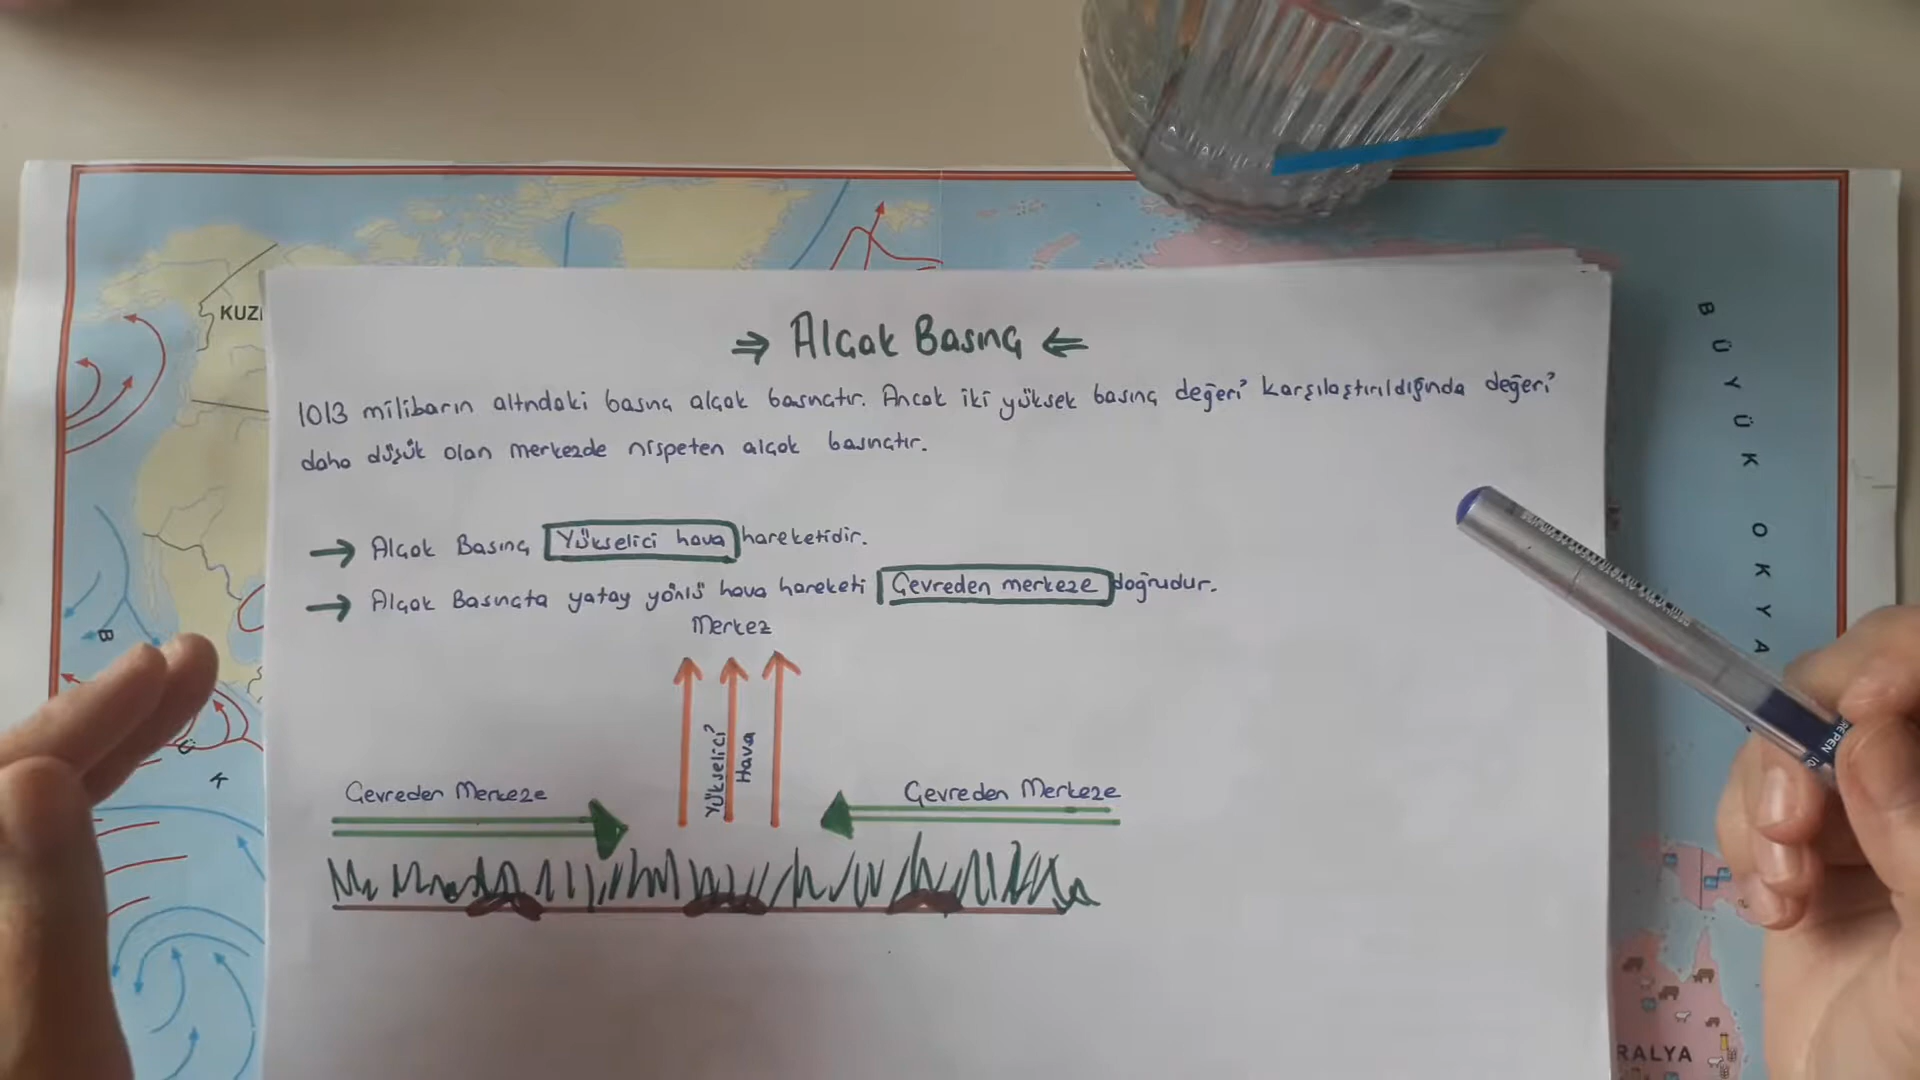 ⇒ Alçak Basınç ⇐
1013 milibarın altındaki basınç alçak basınçtır. Ancak iki yüksek basınç değeri karşılaştırıldığında değeri
daha düşük olan merkezde nispeten alçak basınçtır.
→ Alçak Basınç Yükselici hava hareketidir.
→ Alçak Basınçta yatay yönlü hava hareketi Çevreden merkeze doğrudur.
Merkez
Yükselici
Hava
Çevreden Merkeze
Çevreden Merkeze
KUZ
BÜYÜK OKYA
B
Ü
K
RALYA
REPEN